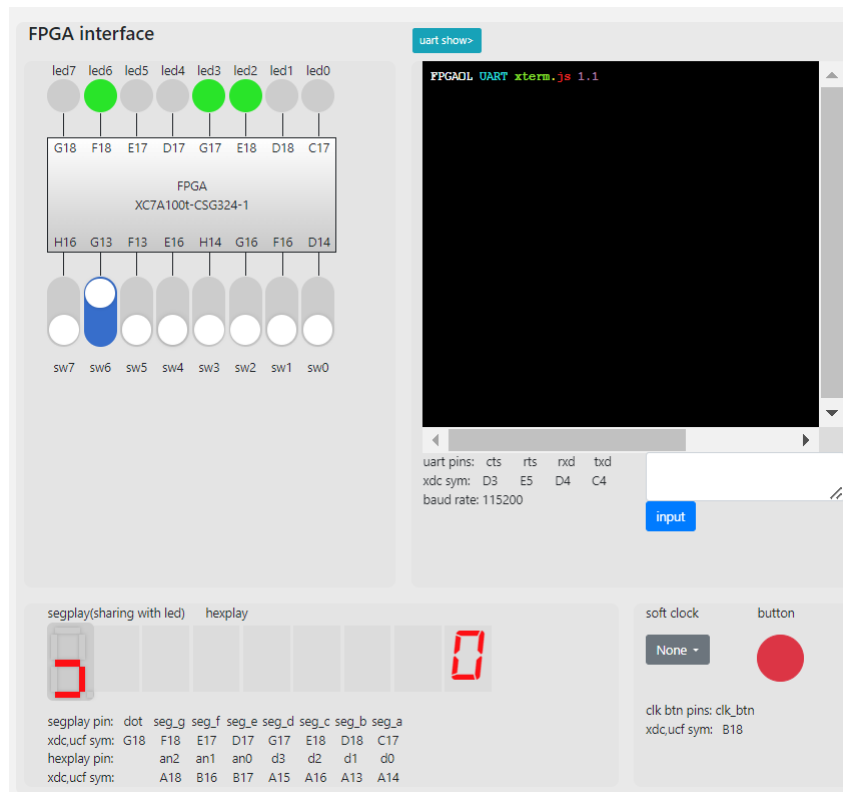 FPGA interface
uart show>
led7 led6 led5 led4 led3 led2 led1 led0
G18 F18 E17 D17 G17 E18 D18 C17
FPGA
XC7A100t-CSG324-1
H16 G13 F13 E16 H14 G16 F16 D14
sw7 sw6 sw5 sw4 sw3 sw2 sw1 sw0
FPGAOL UART xterm.js 1.1
uart pins: cts rts rxd txd
xdc sym: D3 E5 D4 C4
baud rate: 115200
input
segplay(sharing with led) hexplay
0
segplay pin: dot seg_g seg_f seg_e seg_d seg_c seg_b seg_a
xdc,ucf sym: G18 F18 E17 D17 G17 E18 D18 C17
hexplay pin: an2 an1 an0 d3 d2 d1 d0
xdc,ucf sym: A18 B16 B17 A15 A16 A13 A14
soft clock button
None
clk btn pins: clk_btn
xdc,ucf sym: B18